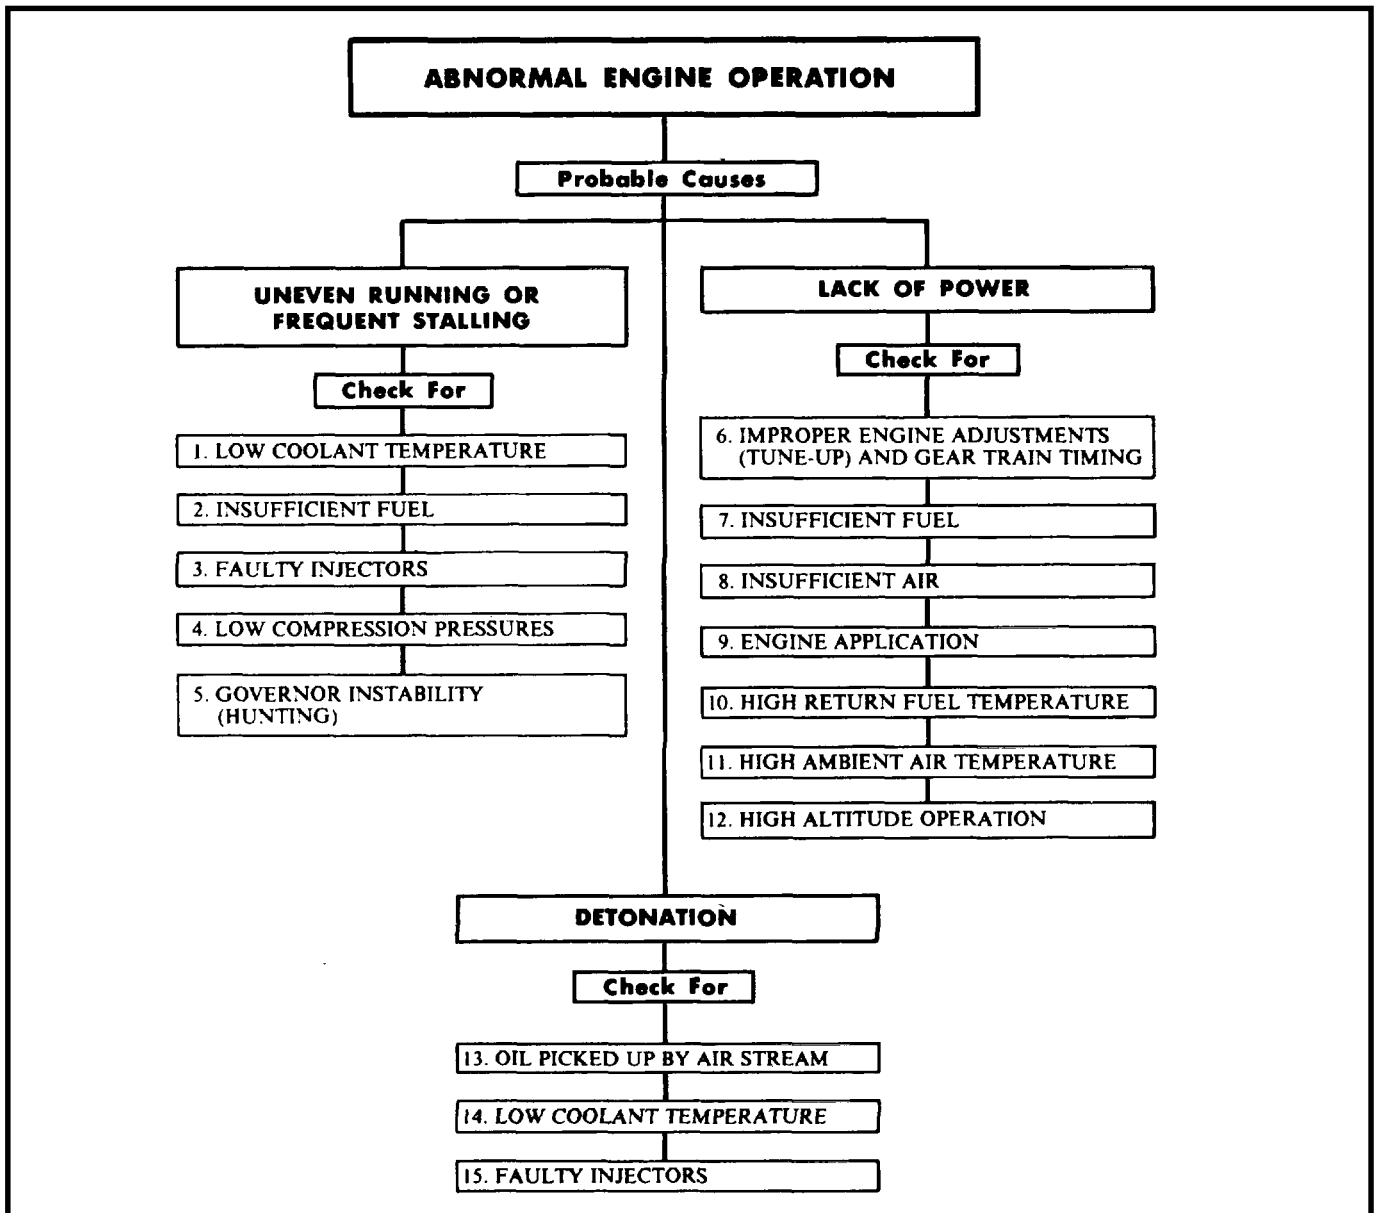 ABNORMAL ENGINE OPERATION
Probable Causes
UNEVEN RUNNING OR
FREQUENT STALLING
Check For
1. LOW COOLANT TEMPERATURE
2. INSUFFICIENT FUEL
3. FAULTY INJECTORS
4. LOW COMPRESSION PRESSURES
5. GOVERNOR INSTABILITY
(HUNTING)
LACK OF POWER
Check For
6. IMPROPER ENGINE ADJUSTMENTS
(TUNE-UP) AND GEAR TRAIN TIMING
7. INSUFFICIENT FUEL
8. INSUFFICIENT AIR
9. ENGINE APPLICATION
10. HIGH RETURN FUEL TEMPERATURE
11. HIGH AMBIENT AIR TEMPERATURE
12. HIGH ALTITUDE OPERATION
DETONATION
Check For
13. OIL PICKED UP BY AIR STREAM
14. LOW COOLANT TEMPERATURE
15. FAULTY INJECTORS